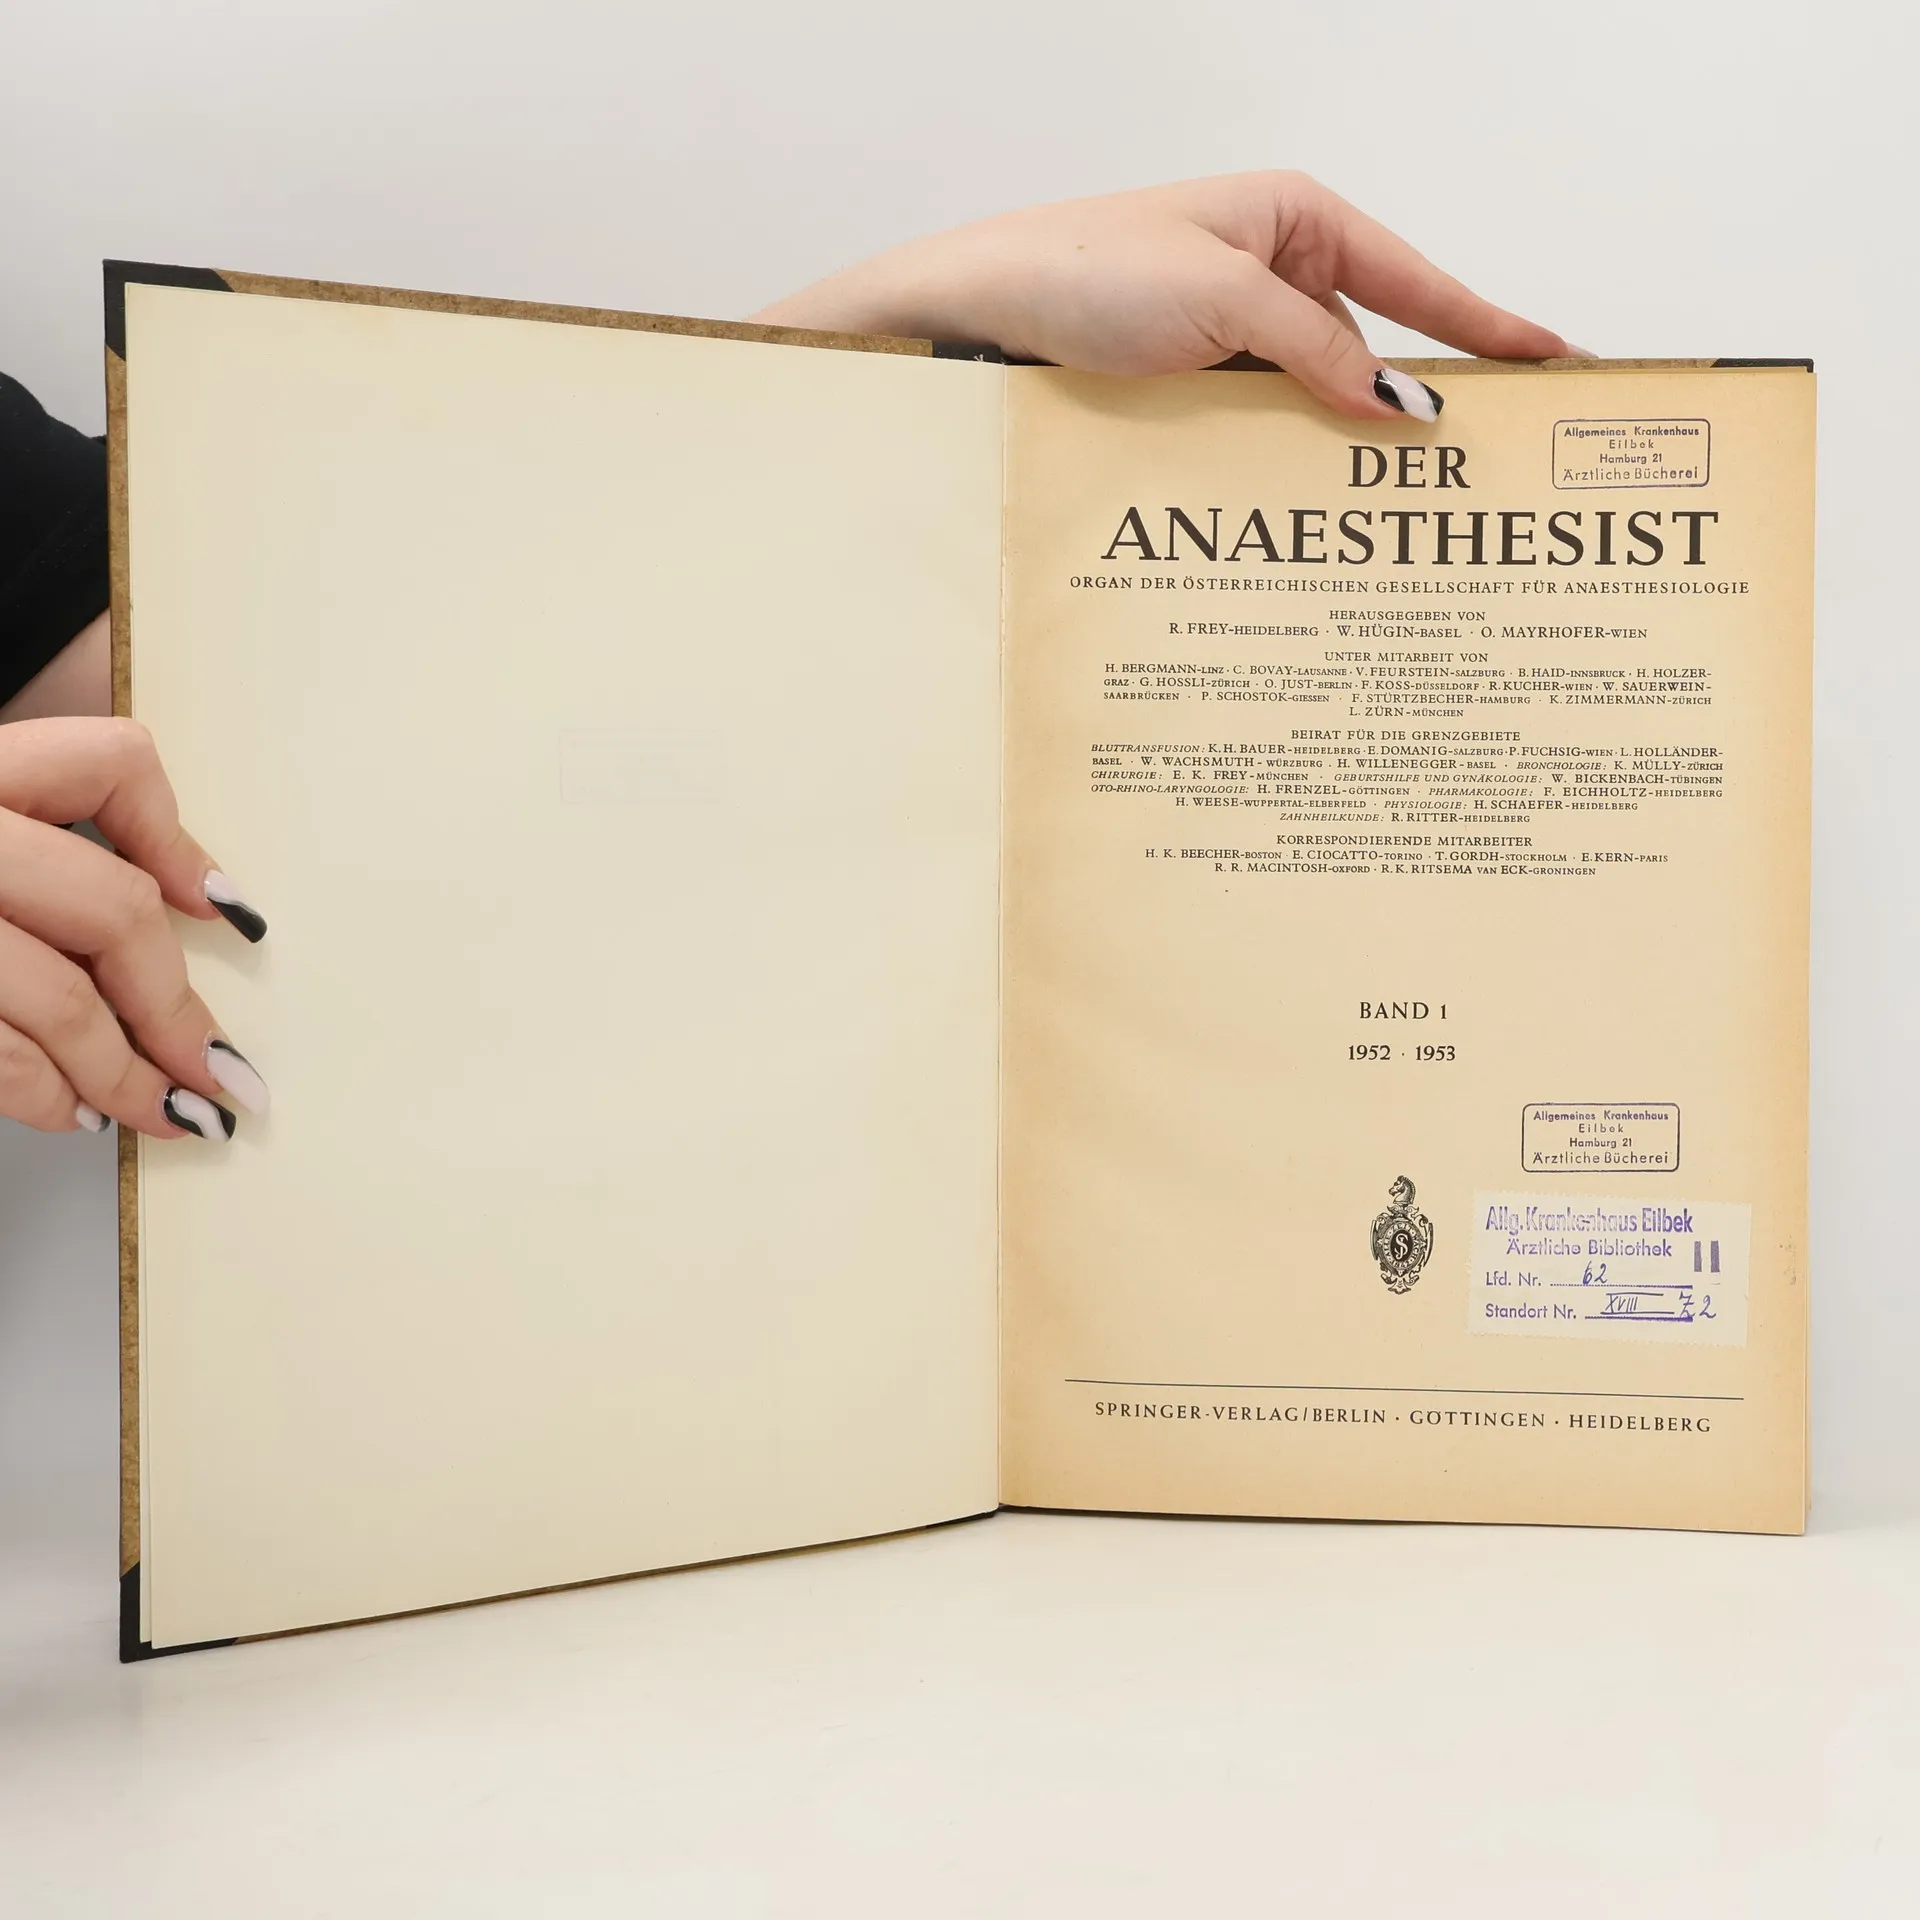 DER
ANAESTHESIST
ORGAN DER ÖSTERREICHISCHEN GESELLSCHAFT FÜR ANAESTHESIOLOGIE
HERAUSGEGEBEN VON
R. FREY-HEIDELBERG · W. HÜGIN-BASEL · O. MAYRHOFER-WIEN
UNTER MITARBEIT VON
H. BERGMANN-LINZ · C. BOVAY-LAUSANNE · V. FEURSTEIN-SALZBURG · B. HAID-INNSBRUCK · H. HOLZER-
GRAZ · G. HOSSLI-ZÜRICH · O. JUST-BERLIN · F. KOSS-DÜSSELDORF · R. KUCHER-WIEN · W. SAUERWEIN-
SAARBRÜCKEN · P. SCHOSTOK-GIESSEN · F. STÜRTZBECHER-HAMBURG · K. ZIMMERMANN-ZÜRICH
L. ZÜRN-MÜNCHEN
BEIRAT FÜR DIE GRENZGEBIETE
BLUTTRANSFUSION: K. H. BAUER-HEIDELBERG · E. DOMANIG-SALZBURG · P. FUCHSIG-WIEN · L. HOLLÄNDER-
BASEL · W. WACHSMUTH-WÜRZBURG · H. WILLENEGGER-BASEL · BRONCHOLOGIE: K. MÜLLY-ZÜRICH
CHIRURGIE: E. K. FREY-MÜNCHEN · GEBURTSHILFE UND GYNÄKOLOGIE: W. BICKENBACH-TÜBINGEN
OTO-RHINO-LARYNGOLOGIE: H. FRENZEL-GÖTTINGEN · PHARMAKOLOGIE: F. EICHHOLTZ-HEIDELBERG
H. WEESE-WUPPERTAL-ELBERFELD · PHYSIOLOGIE: H. SCHAEFER-HEIDELBERG
ZAHNHEILKUNDE: R. RITTER-HEIDELBERG
KORRESPONDIERENDE MITARBEITER
H. K. BEECHER-BOSTON · E. CIOCATTO-TORINO · T. GORDH-STOCKHOLM · E. KERN-PARIS
R. R. MACINTOSH-OXFORD · R. K. RITSEMA VAN ECK-GRONINGEN
BAND 1
1952 · 1953
SPRINGER-VERLAG/BERLIN · GÖTTINGEN · HEIDELBERG
Allgemeines Krankenhaus
Eilbek
Hamburg 21
Ärztliche Bücherei
Allgemeines Krankenhaus
Eilbek
Hamburg 21
Ärztliche Bücherei
Allg. Krankenhaus Eilbek
Ärztliche Bibliothek II
Lfd. Nr. 62
Standort Nr. XVIII Z 2